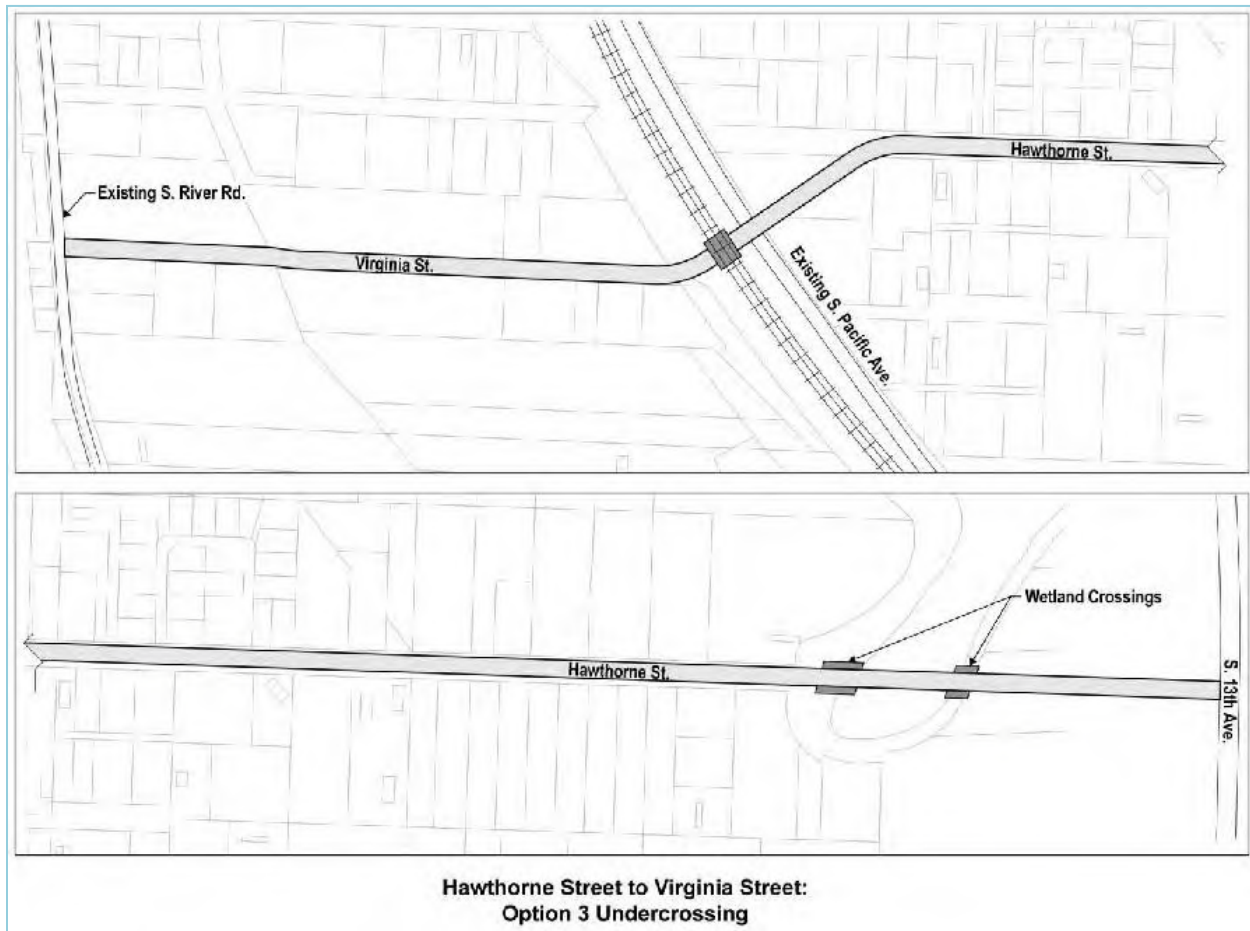 Hawthorne St.
Existing S. River Rd.
Virginia St.
Existing S. Pacific Ave.
Wetland Crossings
Hawthorne St.
S. 13th Ave.
Hawthorne Street to Virginia Street:
Option 3 Undercrossing